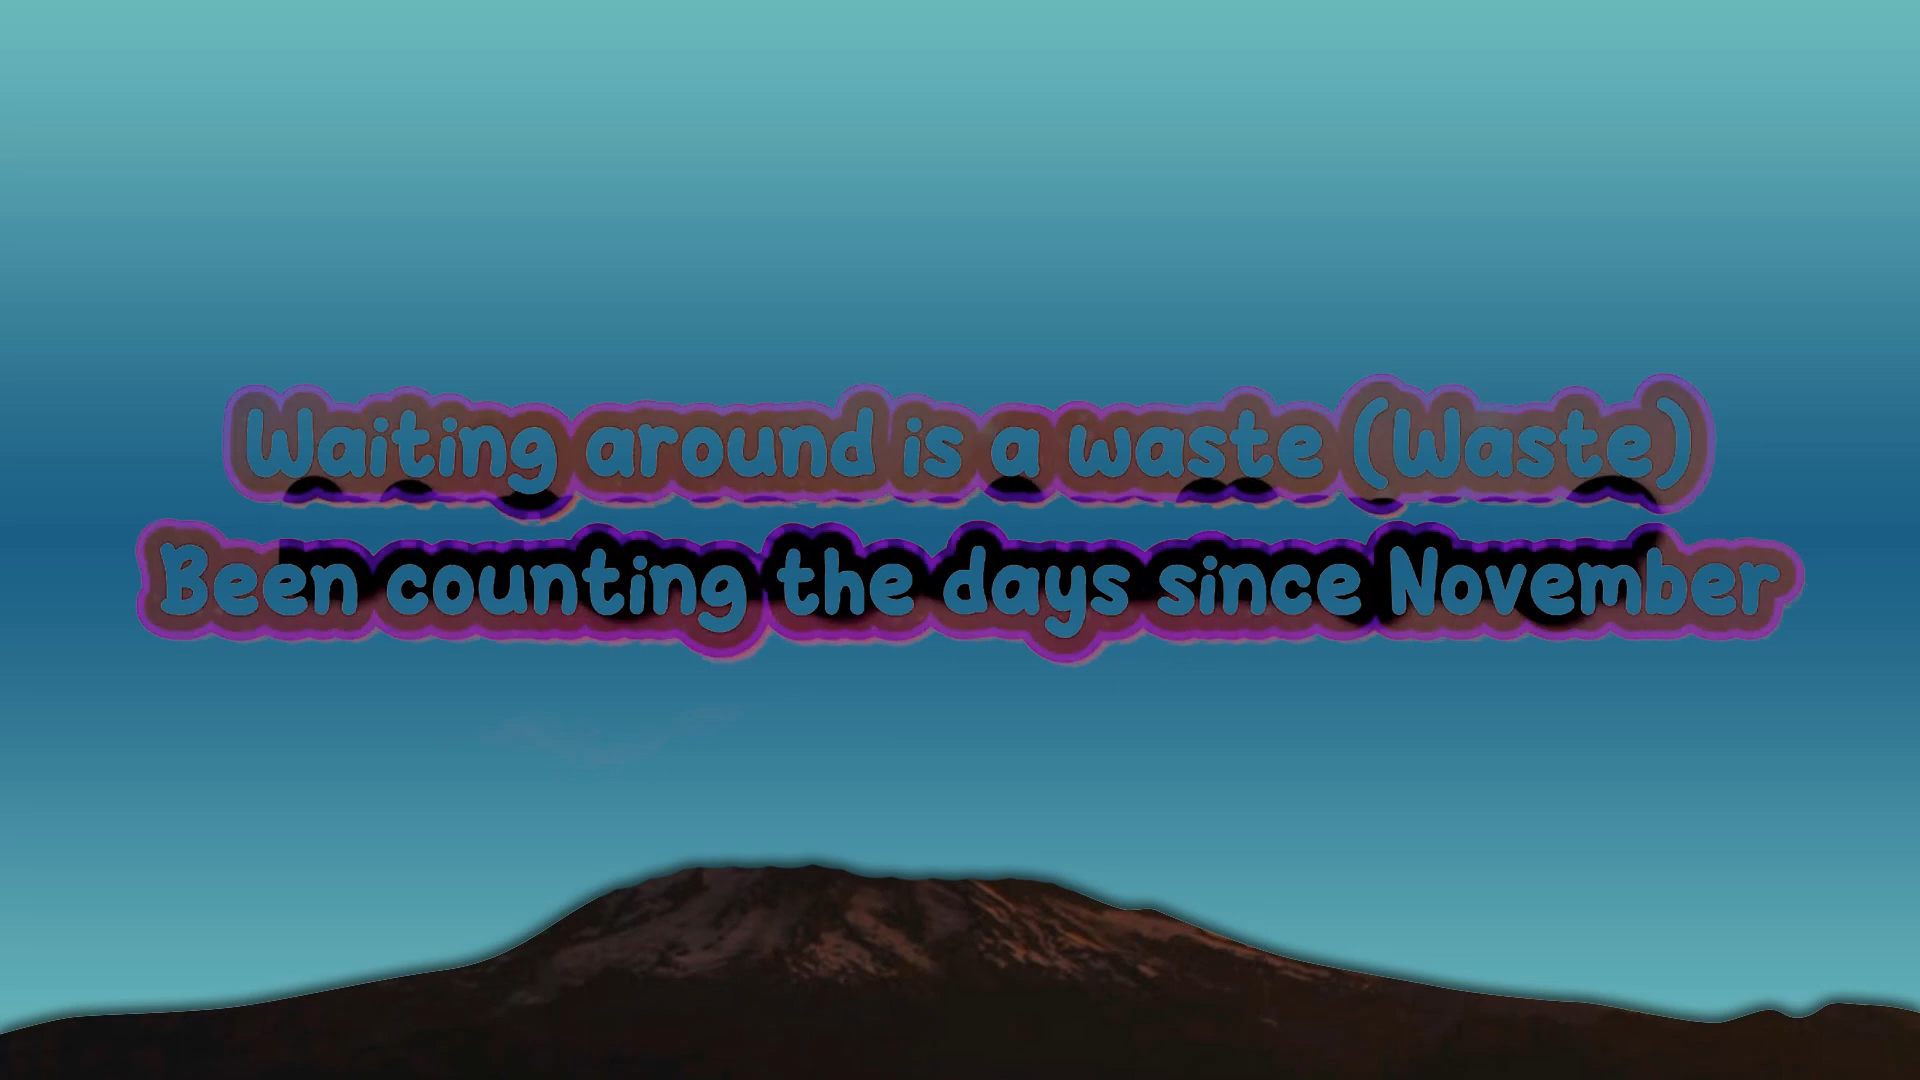 Waiting around is a waste (Waste)
Been counting the days since November